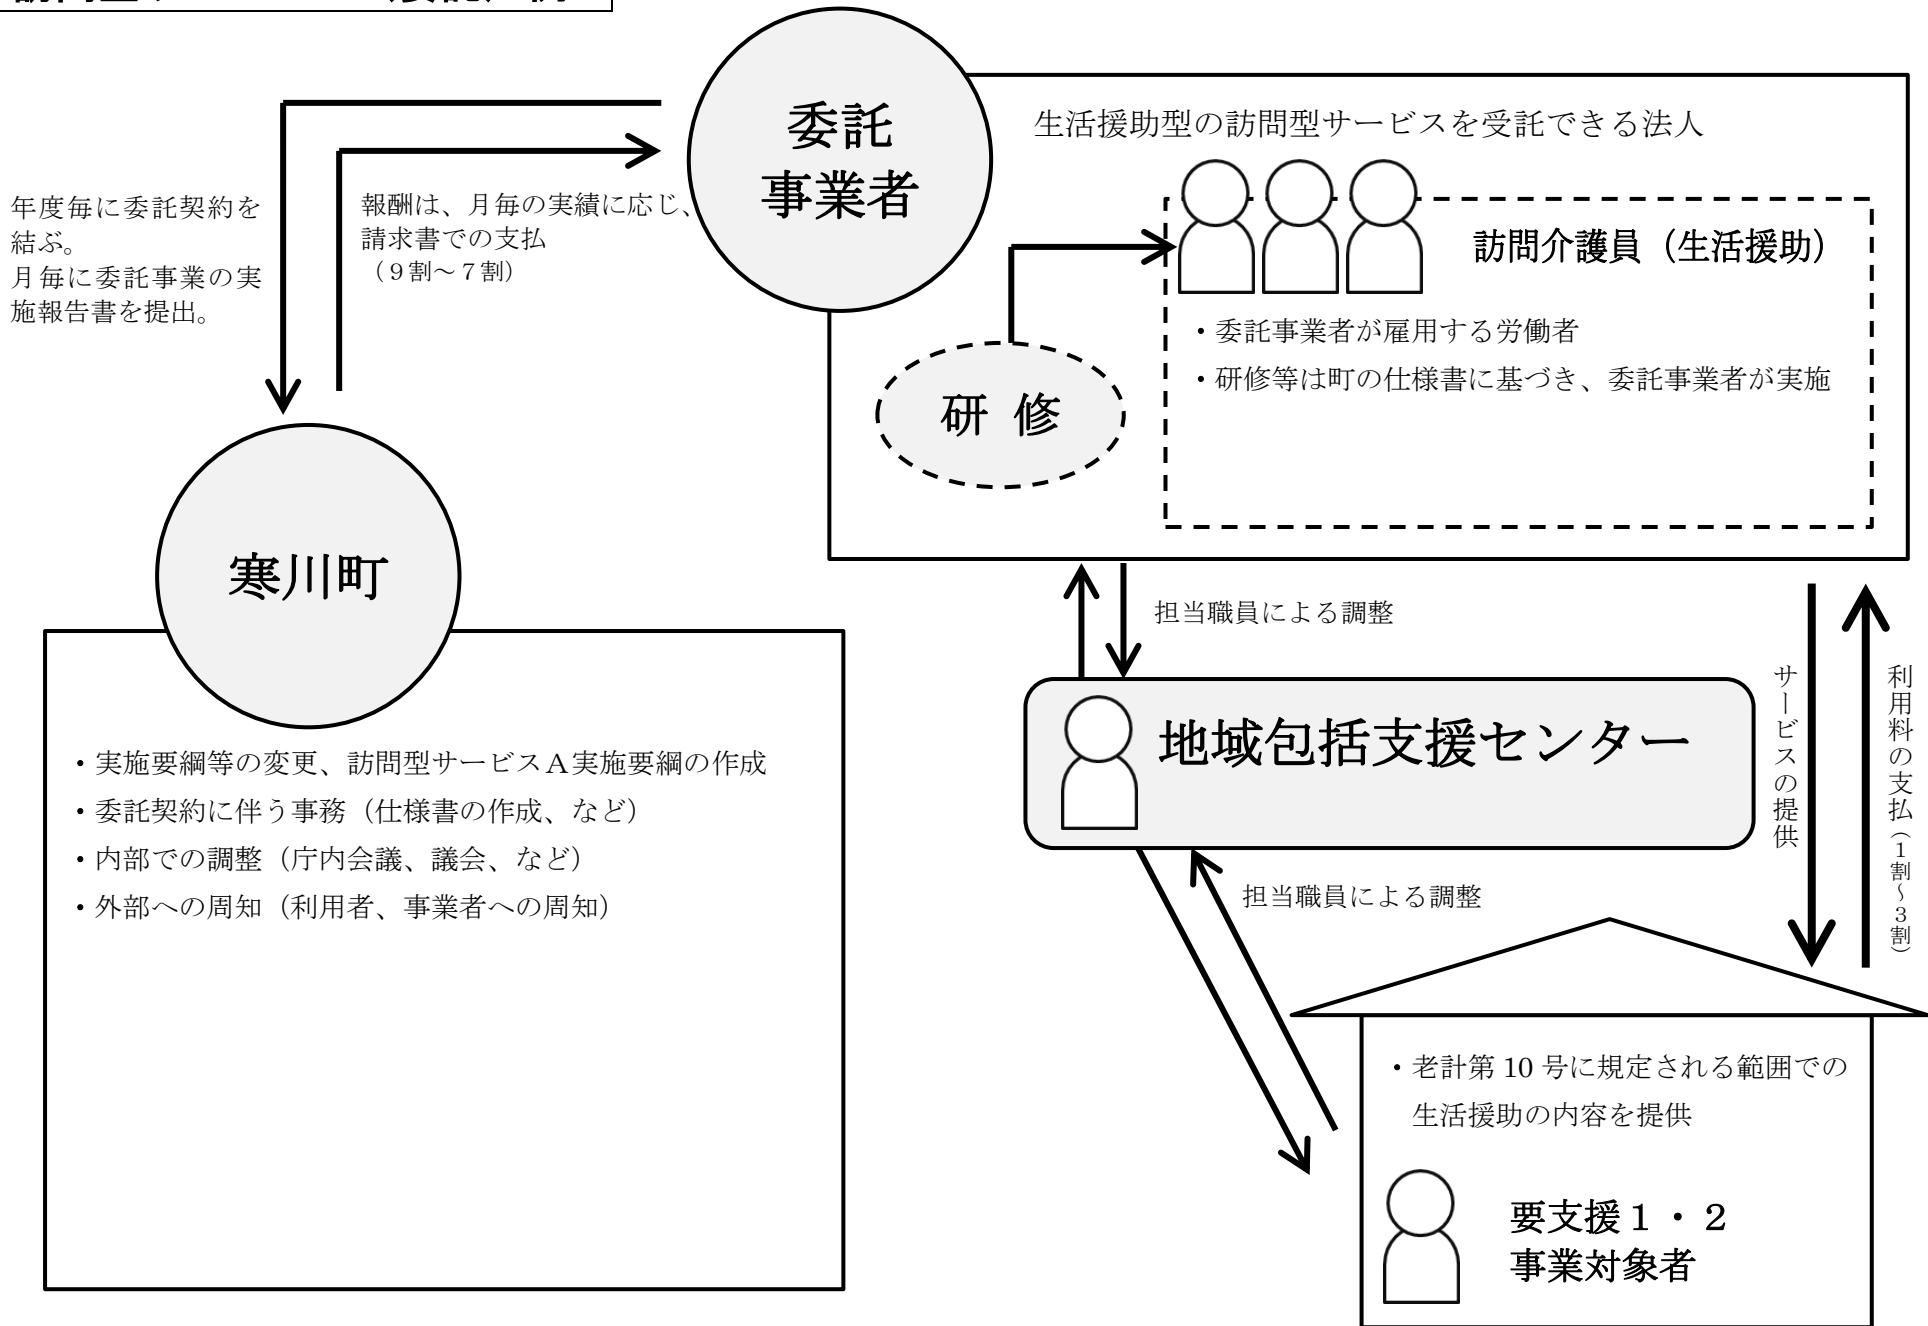 委託
事業者
生活援助型の訪問型サービスを受託できる法人
訪問介護員（生活援助）
・委託事業者が雇用する労働者
・研修等は町の仕様書に基づき、委託事業者が実施
研 修
年度毎に委託契約を
結ぶ。
月毎に委託事業の実
施報告書を提出。
報酬は、月毎の実績に応じ、
請求書での支払
（９割～７割）
寒川町
・実施要綱等の変更、訪問型サービスＡ実施要綱の作成
・委託契約に伴う事務（仕様書の作成、など）
・内部での調整（庁内会議、議会、など）
・外部への周知（利用者、事業者への周知）
担当職員による調整
地域包括支援センター
担当職員による調整
サービスの提供
利用料の支払（１割～３割）
・老計第 10 号に規定される範囲での
生活援助の内容を提供
要支援１・２
事業対象者